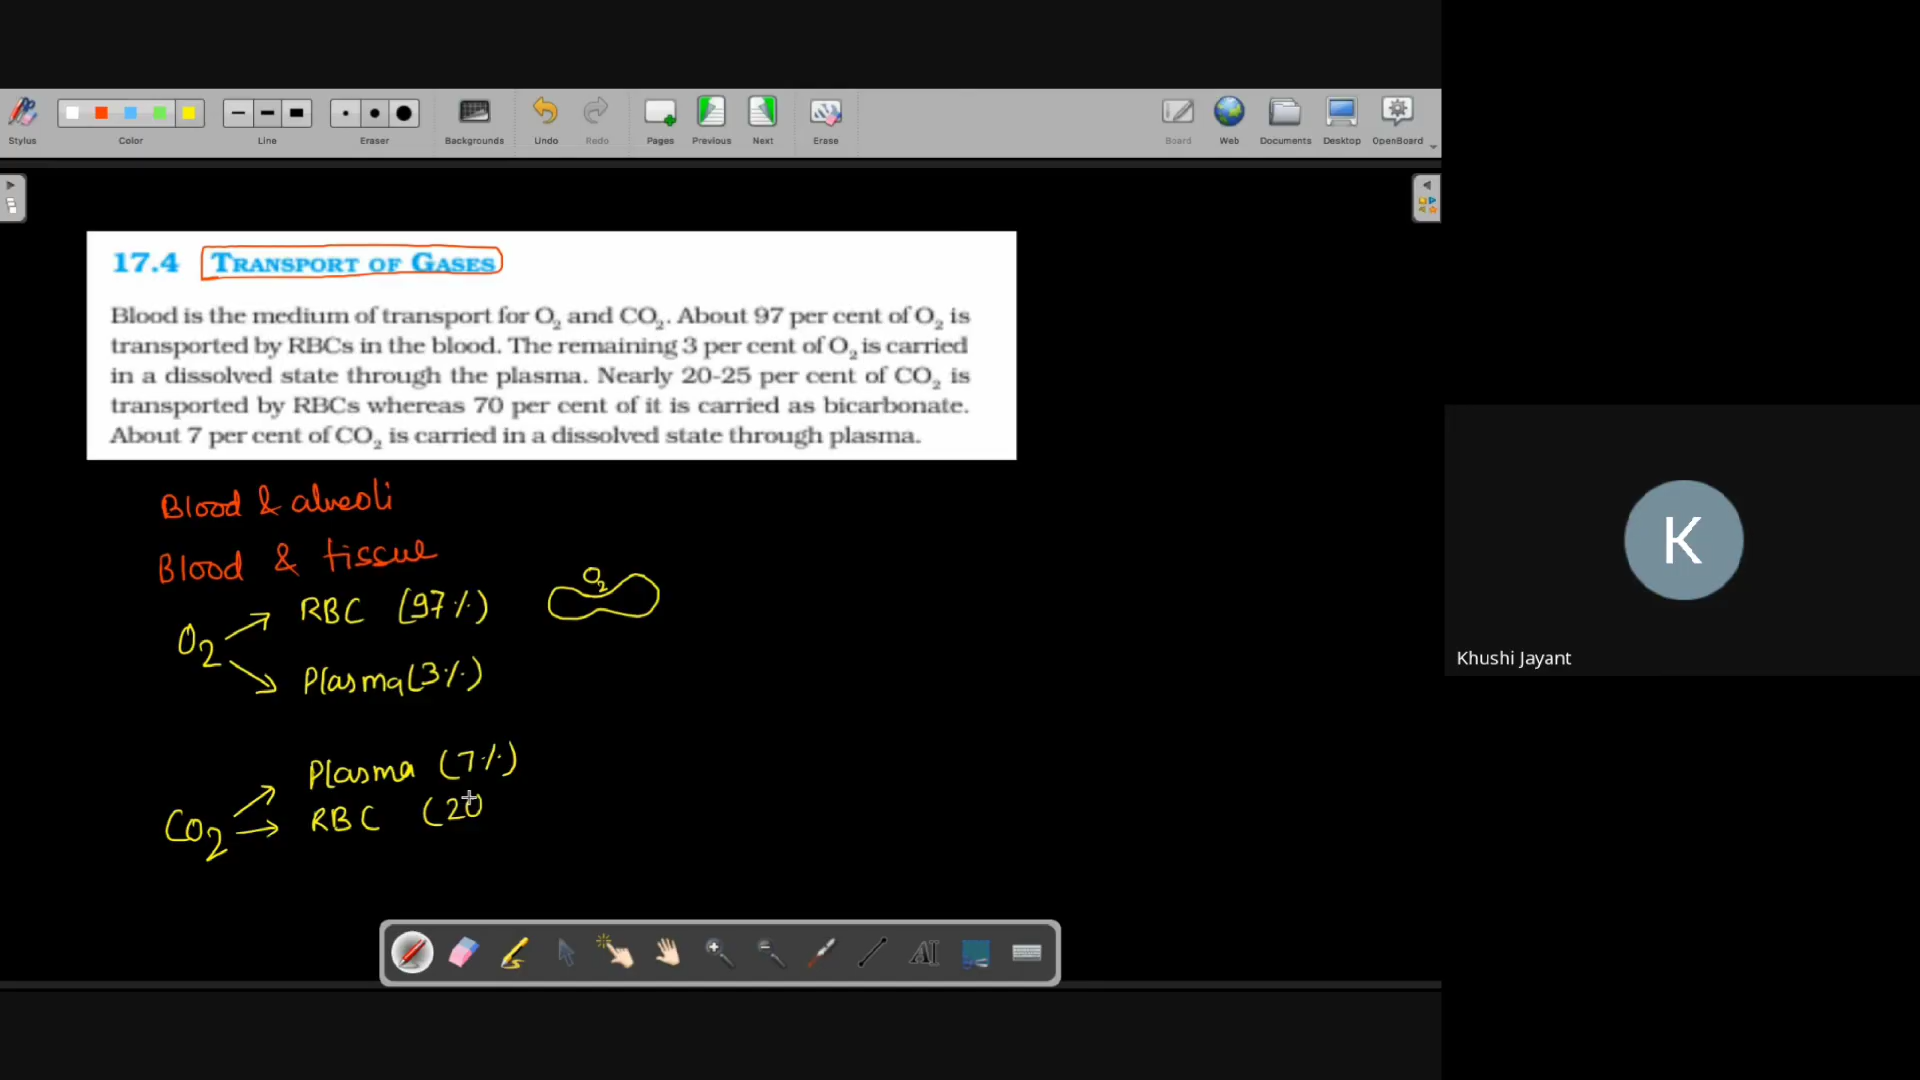 Stylus
Color
Line
Eraser
Backgrounds
Undo
Redo
Pages
Previous
Next
Erase
Board
Web
Documents
Desktop
OpenBoard
17.4 TRANSPORT OF GASES
Blood is the medium of transport for O₂ and CO₂. About 97 per cent of O₂ is
transported by RBCs in the blood. The remaining 3 per cent of O₂ is carried
in a dissolved state through the plasma. Nearly 20-25 per cent of CO₂ is
transported by RBCs whereas 70 per cent of it is carried as bicarbonate.
About 7 per cent of CO₂ is carried in a dissolved state through plasma.
Blood & alveoli
Blood & tissue
O₂
RBC (97%)
O₂
Plasma (3%)
Plasma (7%)
CO₂
RBC (20
AI
K
Khushi Jayant